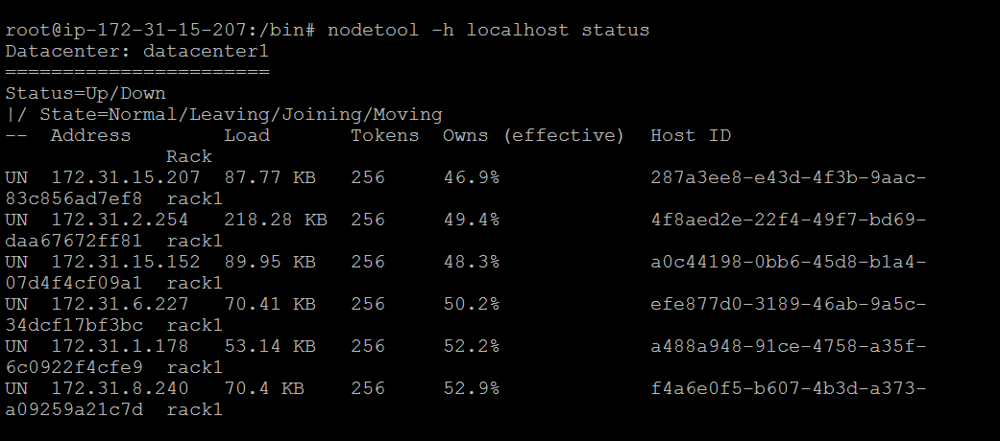 root@ip-172-31-15-207:/bin# nodetool -h localhost status
Datacenter: datacenter1
=======================
Status=Up/Down
|/ State=Normal/Leaving/Joining/Moving
--  Address        Load       Tokens  Owns (effective)  Host ID
              Rack
UN  172.31.15.207  87.77 KB   256     46.9%             287a3ee8-e43d-4f3b-9aac-
83c856ad7ef8  rack1
UN  172.31.2.254   218.28 KB  256     49.4%             4f8aed2e-22f4-49f7-bd69-
daa67672ff81  rack1
UN  172.31.15.152  89.95 KB   256     48.3%             a0c44198-0bb6-45d8-b1a4-
07d4f4cf09a1  rack1
UN  172.31.6.227   70.41 KB   256     50.2%             efe877d0-3189-46ab-9a5c-
34dcf17bf3bc  rack1
UN  172.31.1.178   53.14 KB   256     52.2%             a488a948-91ce-4758-a35f-
6c0922f4cfe9  rack1
UN  172.31.8.240   70.4 KB    256     52.9%             f4a6e0f5-b607-4b3d-a373-
a09259a21c7d  rack1